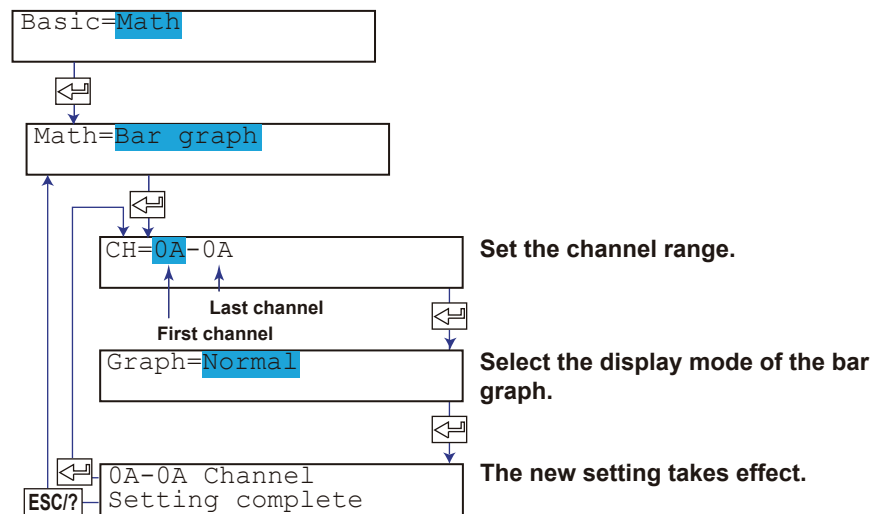 Basic=Math
Math=Bar graph
CH=0A-0A
Set the channel range.
Last channel
First channel
Graph=Normal
Select the display mode of the bar
graph.
0A-0A Channel
Setting complete
The new setting takes effect.
ESC/?